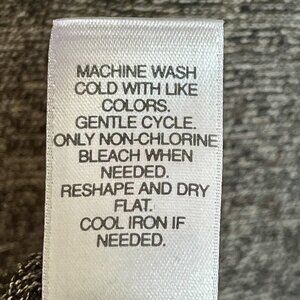 MACHINE WASH
COLD WITH LIKE
COLORS.
GENTLE CYCLE.
ONLY NON-CHLORINE
BLEACH WHEN
NEEDED.
RESHAPE AND DRY
FLAT.
COOL IRON IF
NEEDED.